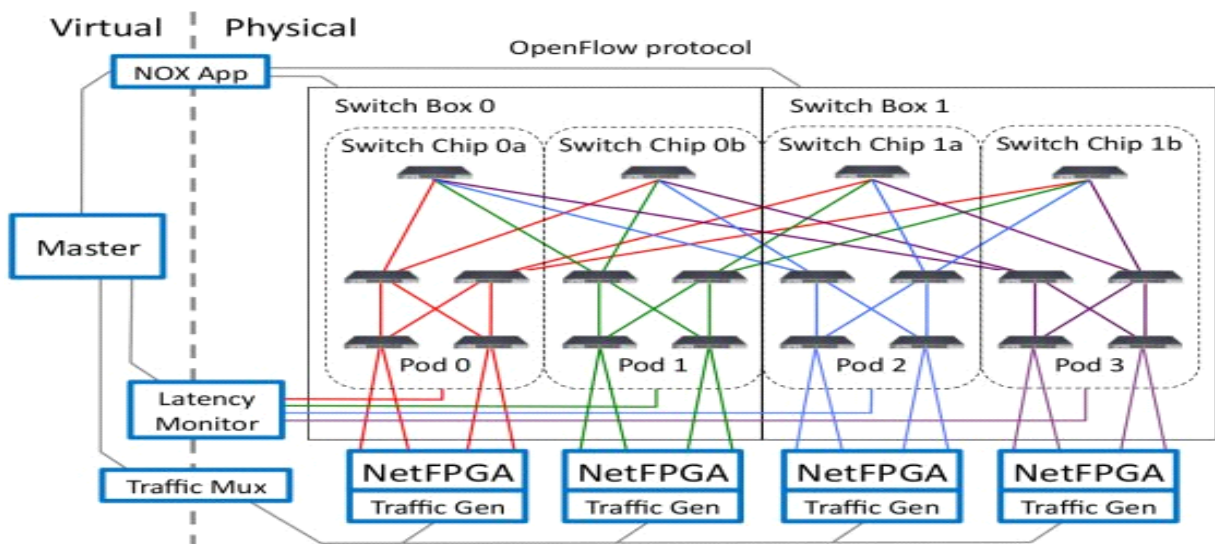 Virtual
Physical
OpenFlow protocol
NOX App
Switch Box 0
Switch Box 1
Switch Chip 0a
Switch Chip 0b
Switch Chip 1a
Switch Chip 1b
Master
Pod 0
Pod 1
Pod 2
Pod 3
Latency
Monitor
NetFPGA
NetFPGA
NetFPGA
NetFPGA
Traffic Mux
Traffic Gen
Traffic Gen
Traffic Gen
Traffic Gen